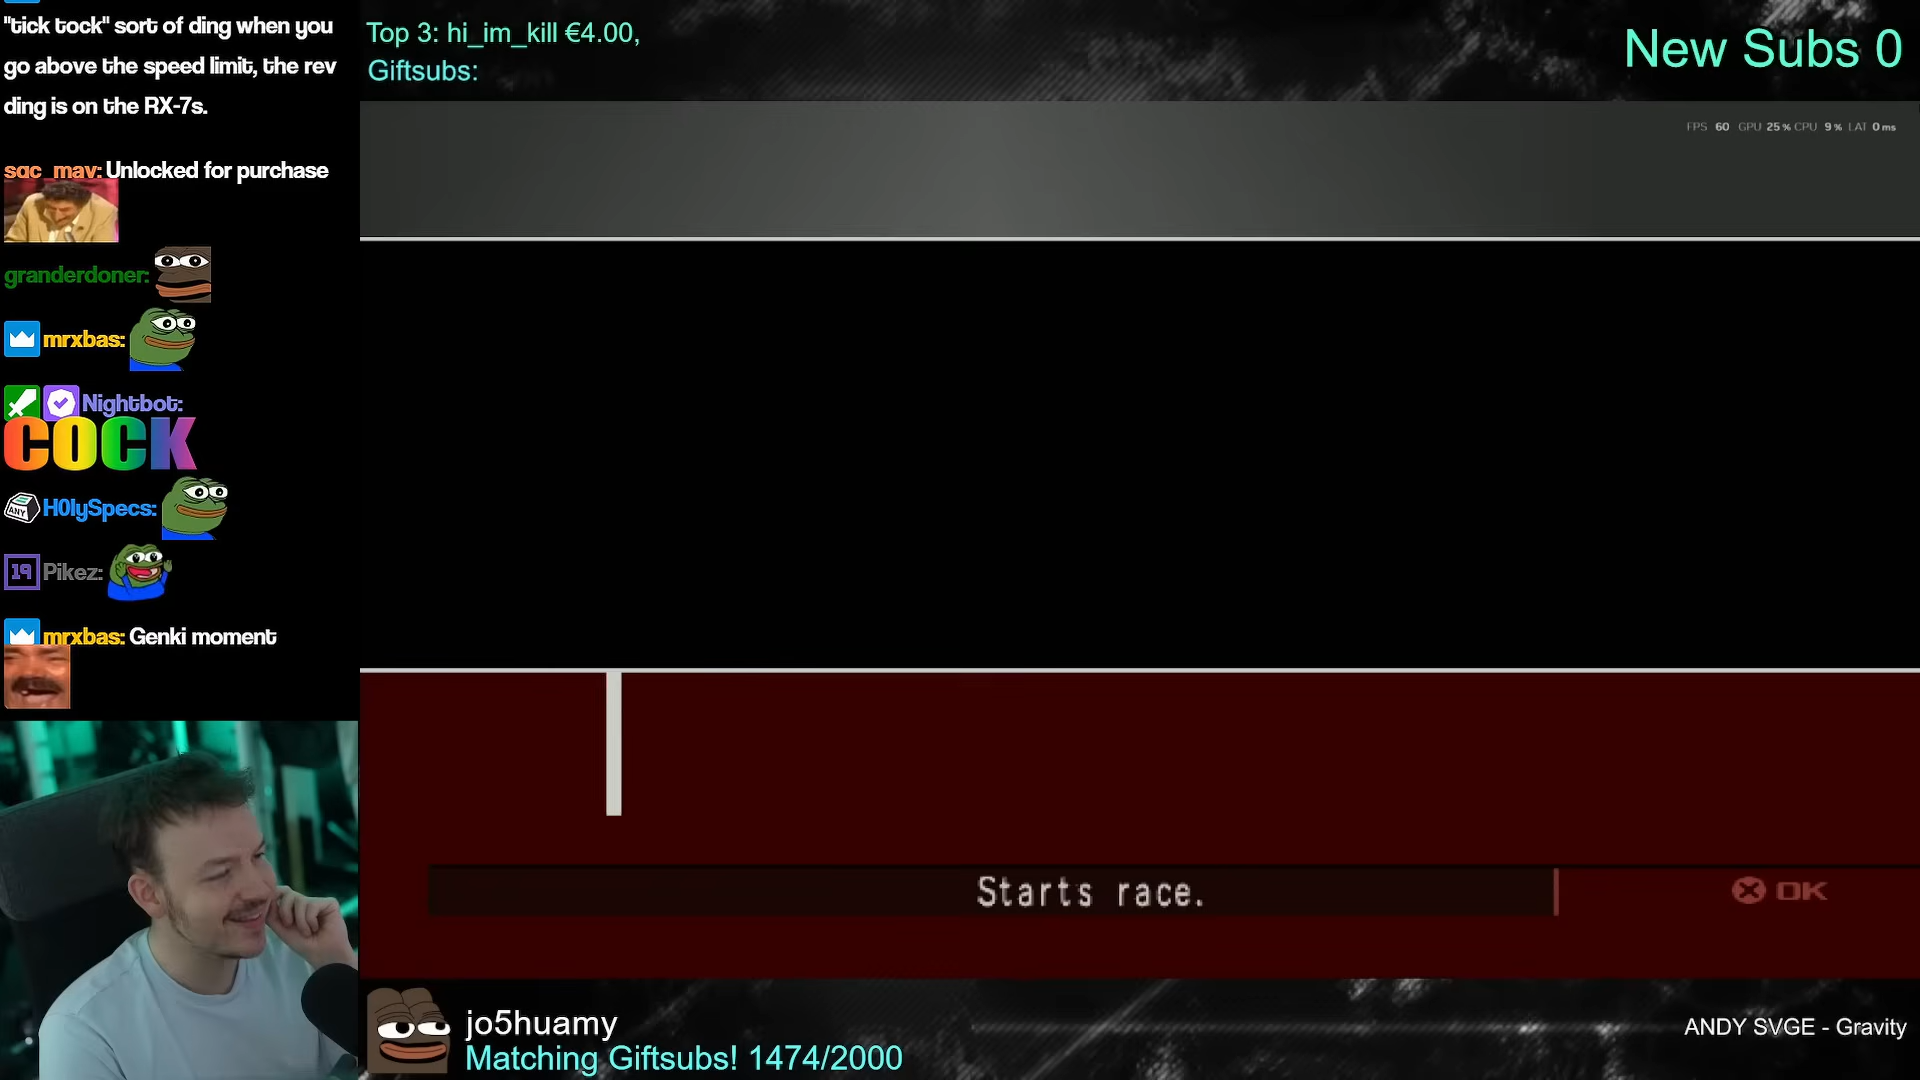 "tick tock" sort of ding when you
go above the speed limit, the rev
ding is on the RX-7s.
sgc_mav: Unlocked for purchase
granderdoner:
mrxbas:
Nightbot:
COCK
ANY H0lySpecs:
19 Pikez:
mrxbas: Genki moment
Top 3: hi_im_kill €4.00,
Giftsubs:
New Subs 0
FPS 60 GPU 25 % CPU 9 % LAT 0 ms
Starts race.
OK
jo5huamy
Matching Giftsubs! 1474/2000
ANDY SVGE - Gravity